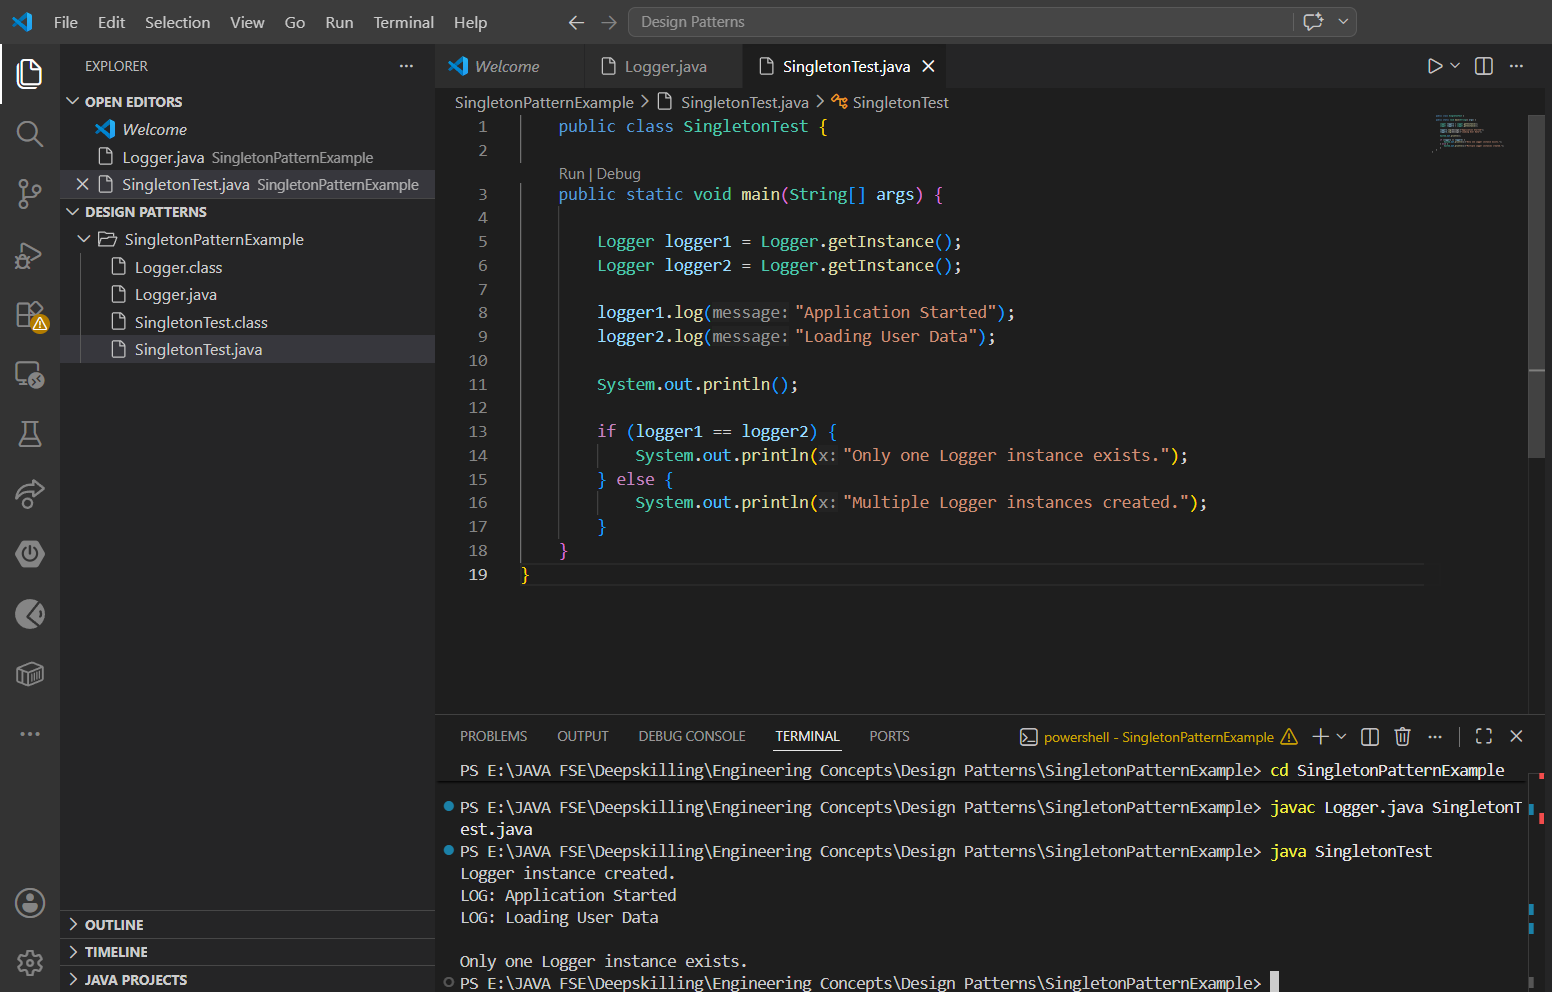 File Edit Selection View Go Run Terminal Help
Design Patterns
EXPLORER
OPEN EDITORS
Welcome
Logger.java SingletonPatternExample
SingletonTest.java SingletonPatternExample
DESIGN PATTERNS
SingletonPatternExample
Logger.class
Logger.java
SingletonTest.class
SingletonTest.java
OUTLINE
TIMELINE
JAVA PROJECTS
Welcome Logger.java SingletonTest.java
SingletonPatternExample > SingletonTest.java > SingletonTest
1 public class SingletonTest {
2
Run | Debug
3 public static void main(String[] args) {
4
5 Logger logger1 = Logger.getInstance();
6 Logger logger2 = Logger.getInstance();
7
8 logger1.log(message: "Application Started");
9 logger2.log(message: "Loading User Data");
10
11 System.out.println();
12
13 if (logger1 == logger2) {
14 System.out.println(x: "Only one Logger instance exists.");
15 } else {
16 System.out.println(x: "Multiple Logger instances created.");
17 }
18 }
19 }
PROBLEMS OUTPUT DEBUG CONSOLE TERMINAL PORTS
powershell - SingletonPatternExample
PS E:\JAVA FSE\Deepskilling\Engineering Concepts\Design Patterns\SingletonPatternExample> cd SingletonPatternExample
PS E:\JAVA FSE\Deepskilling\Engineering Concepts\Design Patterns\SingletonPatternExample> javac Logger.java SingletonT
est.java
PS E:\JAVA FSE\Deepskilling\Engineering Concepts\Design Patterns\SingletonPatternExample> java SingletonTest
Logger instance created.
LOG: Application Started
LOG: Loading User Data
Only one Logger instance exists.
PS E:\JAVA FSE\Deepskilling\Engineering Concepts\Design Patterns\SingletonPatternExample>